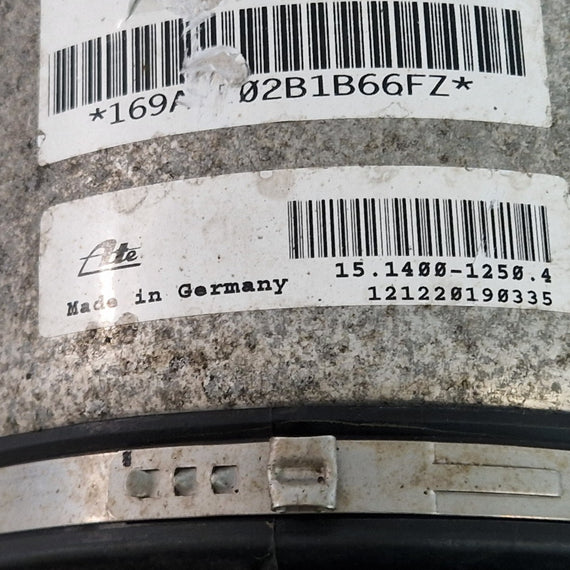 *169A 02B1B66FZ*
Ate
15.1400-1250.4
Made in Germany
121220190335